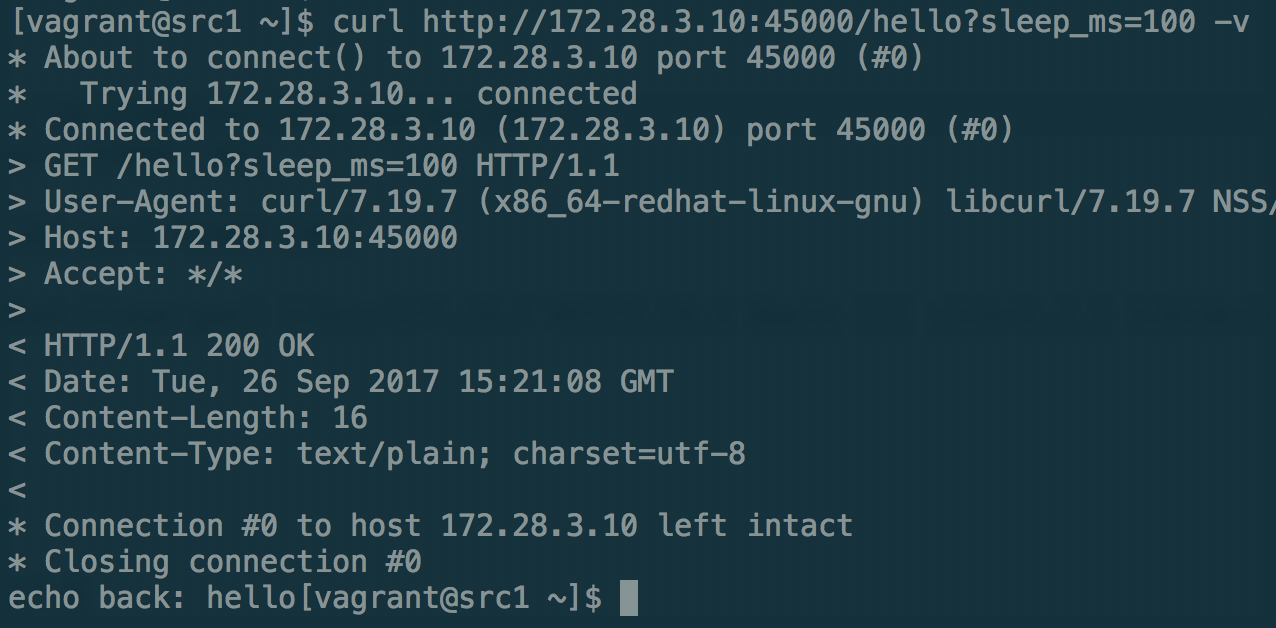 [vagrant@src1 ~]$ curl http://172.28.3.10:45000/hello?sleep_ms=100 -v
* About to connect() to 172.28.3.10 port 45000 (#0)
*   Trying 172.28.3.10... connected
* Connected to 172.28.3.10 (172.28.3.10) port 45000 (#0)
> GET /hello?sleep_ms=100 HTTP/1.1
> User-Agent: curl/7.19.7 (x86_64-redhat-linux-gnu) libcurl/7.19.7 NSS/
> Host: 172.28.3.10:45000
> Accept: */*
>
< HTTP/1.1 200 OK
< Date: Tue, 26 Sep 2017 15:21:08 GMT
< Content-Length: 16
< Content-Type: text/plain; charset=utf-8
<
* Connection #0 to host 172.28.3.10 left intact
* Closing connection #0
echo back: hello[vagrant@src1 ~]$